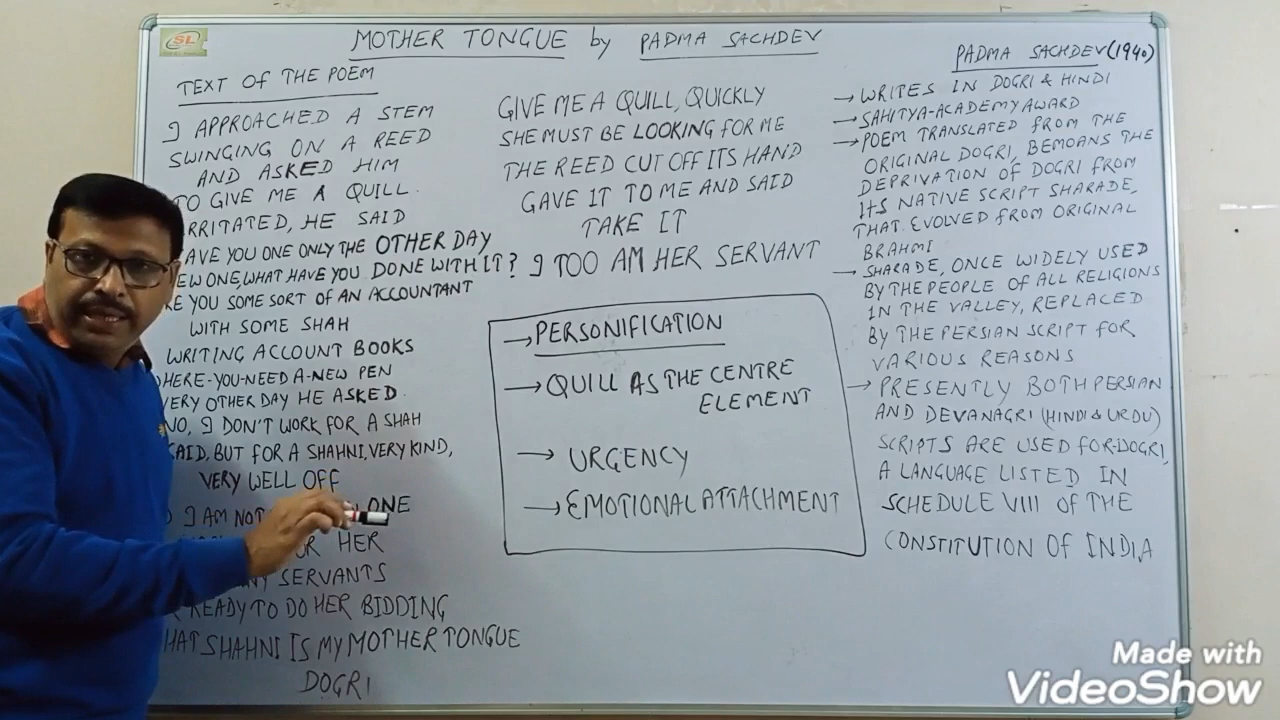 SL
MOTHER TONGUE by PADMA SACHDEV
TEXT OF THE POEM
I APPROACHED A STEM
SWINGING ON A REED
AND ASKED HIM
TO GIVE ME A QUILL.
IRRITATED, HE SAID
AVE YOU ONE ONLY THE OTHER DAY
EW ONE, WHAT HAVE YOU DONE WITH IT?
RE YOU SOME SORT OF AN ACCOUNTANT
WITH SOME SHAH
WRITING ACCOUNT BOOKS
HERE-YOU-NEED A-NEW PEN
VERY OTHER DAY HE ASKED.
NO, I DON'T WORK FOR A SHAH
SAID, BUT FOR A SHAHNI, VERY KIND,
VERY WELL OFF
I AM NOT ONE
OR HER
NY SERVANTS
READY TO DO HER BIDDING
HAT SHAHNI IS MY MOTHER TONGUE
DOGRI
GIVE ME A QUILL, QUICKLY
SHE MUST BE LOOKING FOR ME
THE REED CUT OFF ITS HAND
GAVE IT TO ME AND SAID
TAKE IT
I TOO AM HER SERVANT
→ PERSONIFICATION
→ QUILL AS THE CENTRE
ELEMENT
→ URGENCY
→ EMOTIONAL ATTACHMENT
PADMA SACHDEV (1940)
→ WRITES IN DOGRI & HINDI
→ SAHITYA-ACADEMY AWARD
→ POEM TRANSLATED FROM THE
ORIGINAL DOGRI, BEMOANS THE
DEPRIVATION OF DOGRI FROM
ITS NATIVE SCRIPT SHARADE,
THAT EVOLVED FROM ORIGINAL
BRAHMI
→ SHARADE, ONCE WIDELY USED
BY THE PEOPLE OF ALL RELIGIONS
IN THE VALLEY, REPLACED
BY THE PERSIAN SCRIPT FOR
VARIOUS REASONS
→ PRESENTLY BOTH PERSIAN
AND DEVANAGRI (HINDI & URDU)
SCRIPTS ARE USED FOR-DOGRI,
A LANGUAGE LISTED IN
SCHEDULE VIII OF THE
CONSTITUTION OF INDIA
Made with
VideoShow